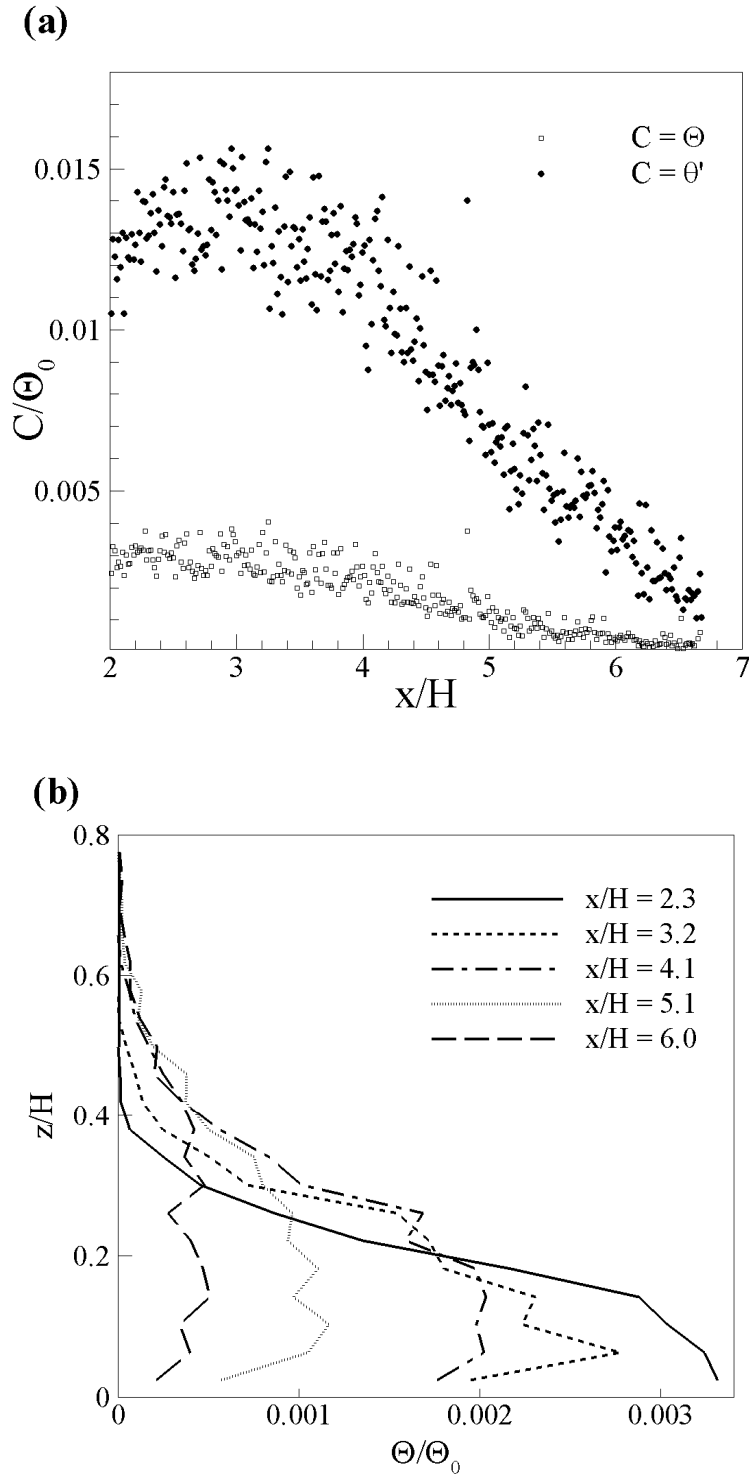 (a)
C = Θ
C = θ'
0.015
0.01
0.005
C/Θ0
2
3
4
5
6
7
x/H
(b)
0.8
0.6
0.4
0.2
0
z/H
x/H = 2.3
x/H = 3.2
x/H = 4.1
x/H = 5.1
x/H = 6.0
0
0.001
0.002
0.003
Θ/Θ0